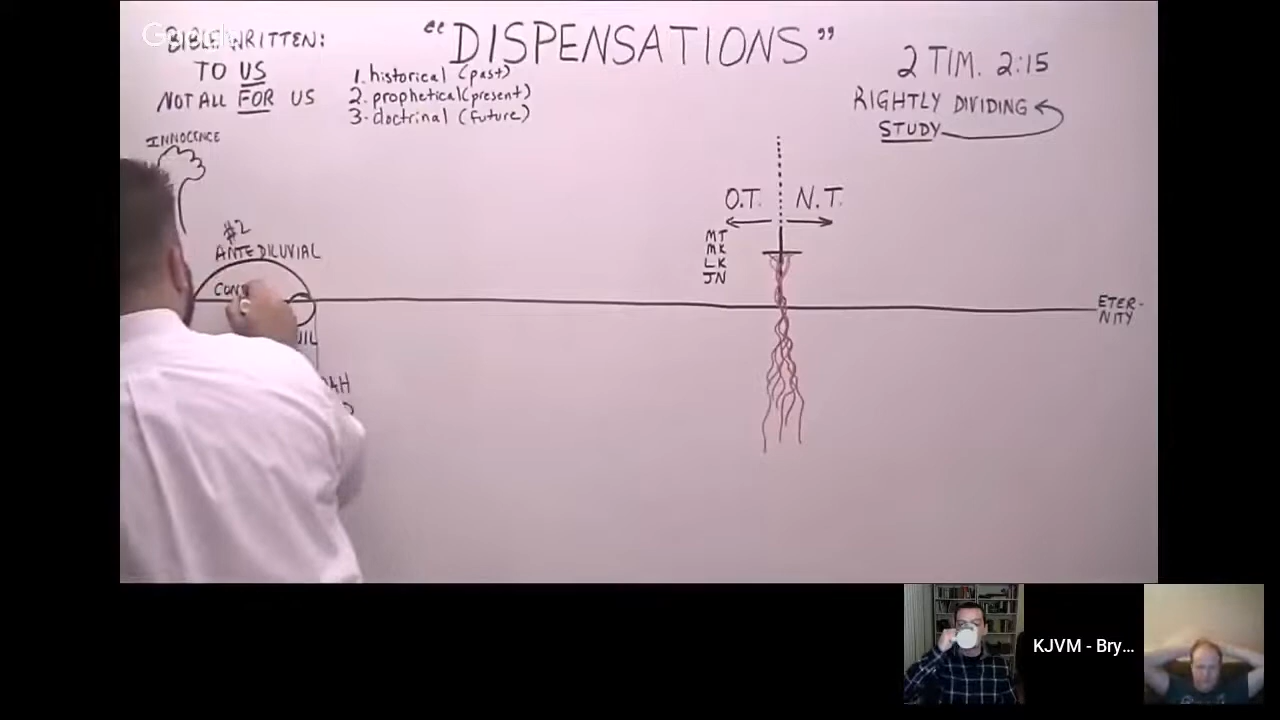 "DISPENSATIONS"
BIBLE WRITTEN:
TO US
NOT ALL FOR US
1. historical (past)
2. prophetical (present)
3. doctrinal (future)
2 TIM. 2:15
RIGHTLY DIVIDING
STUDY
INNOCENCE
#2
ANTEDILUVIAL
O.T. N.T.
MT
MK
LK
JN
ETER-
NITY
KJVM - Bry...